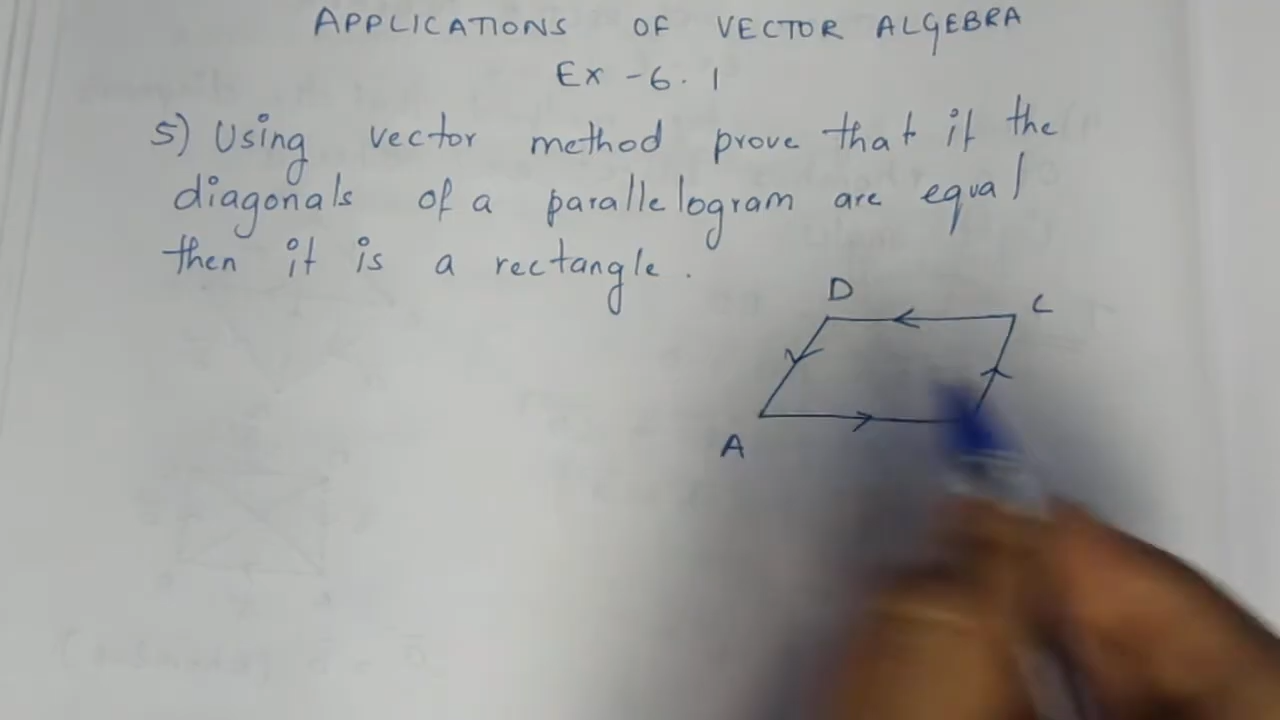 APPLICATIONS OF VECTOR ALGEBRA
Ex - 6.1
5) Using vector method prove that if the
diagonals of a parallelogram are equal
then it is a rectangle.
D C
A